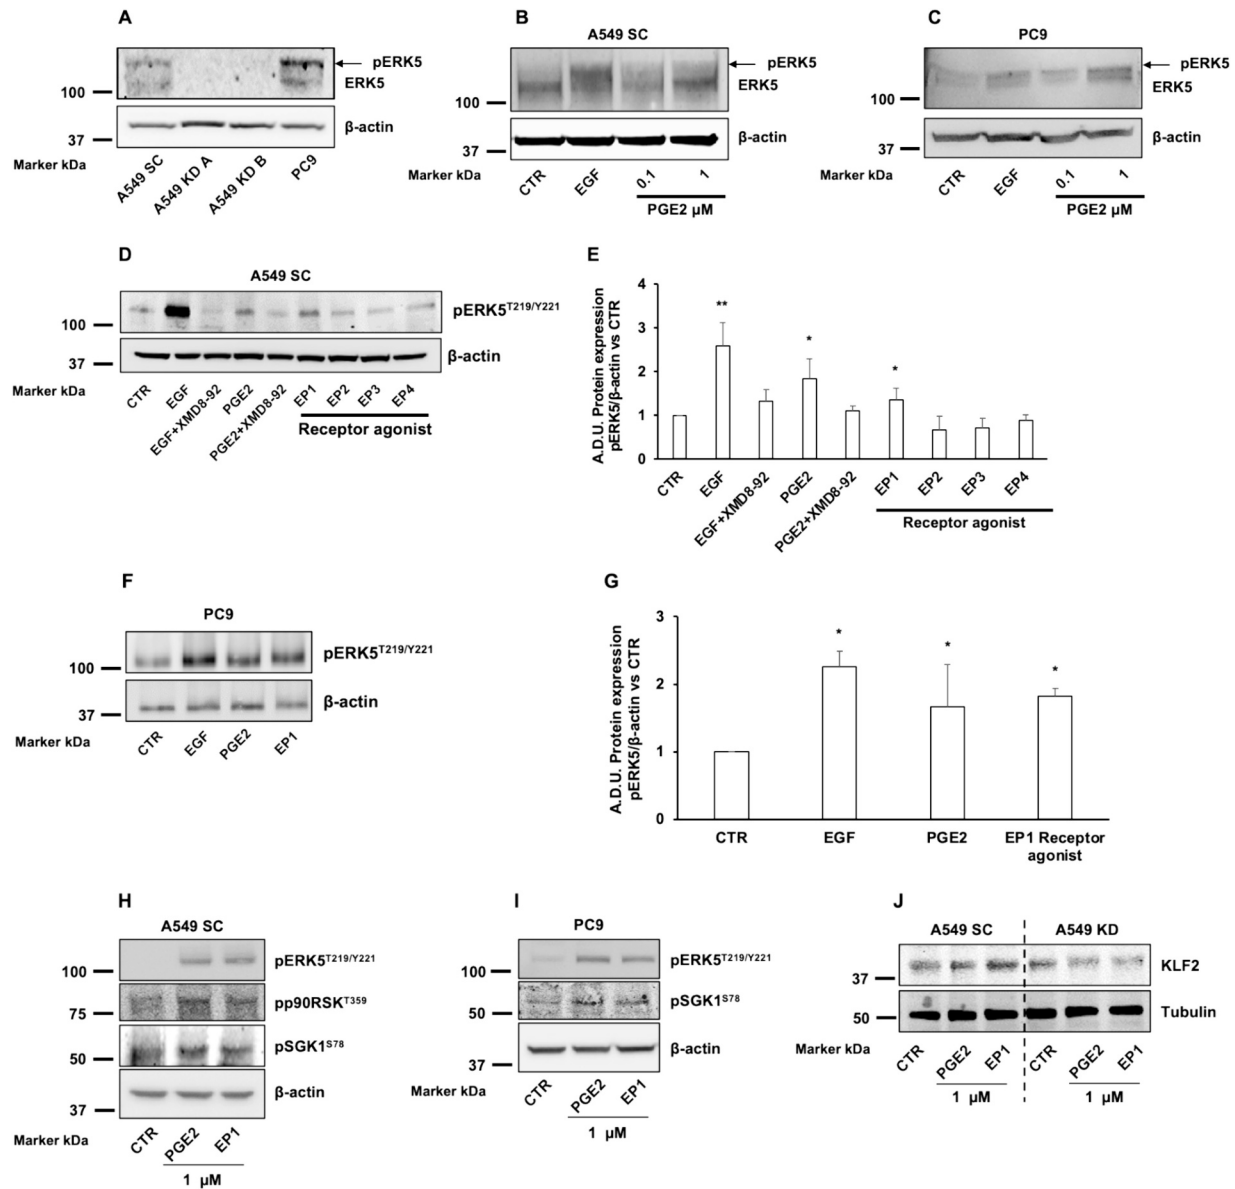 A
pERK5
ERK5
100
β-actin
37
Marker kDa
A549 SC
A549 KD A
A549 KD B
PC9
B
A549 SC
pERK5
ERK5
100
β-actin
37
Marker kDa
CTR
EGF
0.1
1
PGE2 µM
C
PC9
pERK5
ERK5
100
β-actin
37
Marker kDa
CTR
EGF
0.1
1
PGE2 µM
D
A549 SC
pERK5T219/Y221
100
β-actin
37
Marker kDa
CTR
EGF
EGF+XMD8-92
PGE2
PGE2+XMD8-92
EP1
EP2
EP3
EP4
Receptor agonist
E
A.D.U. Protein expression
pERK5/β-actin vs CTR
4
3
2
1
0
**
*
*
CTR
EGF
EGF+XMD8-92
PGE2
PGE2+XMD8-92
EP1
EP2
EP3
EP4
Receptor agonist
F
PC9
pERK5T219/Y221
100
β-actin
37
Marker kDa
CTR
EGF
PGE2
EP1
G
A.D.U. Protein expression
pERK5/β-actin vs CTR
3
2
1
0
*
*
*
CTR
EGF
PGE2
EP1 Receptor
agonist
H
A549 SC
pERK5T219/Y221
100
pp90RSKT359
75
pSGK1S78
50
β-actin
37
Marker kDa
CTR
PGE2
EP1
1 µM
I
PC9
pERK5T219/Y221
100
pSGK1S78
50
β-actin
37
Marker kDa
CTR
PGE2
EP1
1 µM
J
A549 SC
A549 KD
KLF2
37
Tubulin
50
Marker kDa
CTR
PGE2
EP1
CTR
PGE2
EP1
1 µM
1 µM